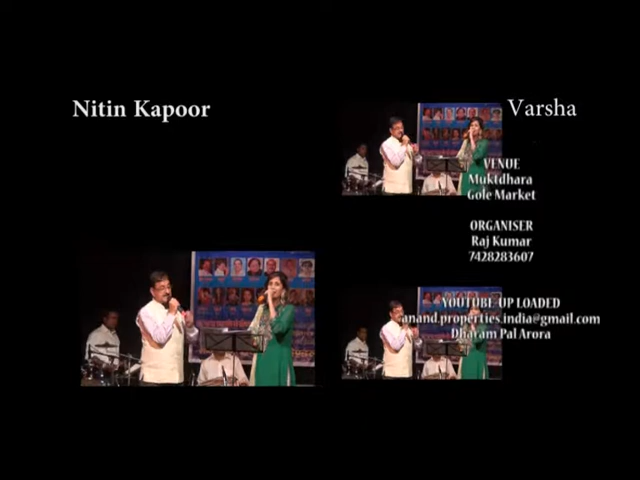 Nitin Kapoor
Varsha
VENUE
Muktdhara
Gole Market
ORGANISER
Raj Kumar
7428283607
YOUTUBE UP LOADED
anand.properties.india@gmail.com
Dharam Pal Arora